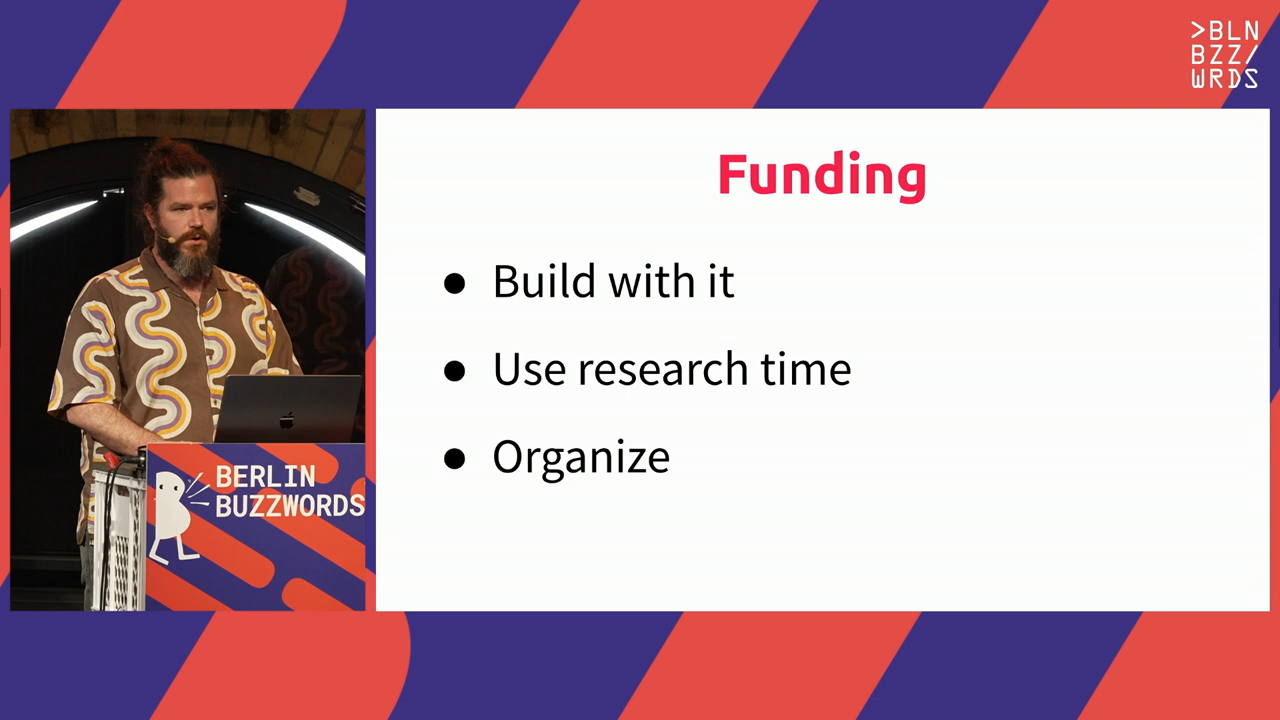 >BLN
BZZ/
WRDS
Funding
● Build with it
● Use research time
● Organize
BERLIN
BUZZWORDS